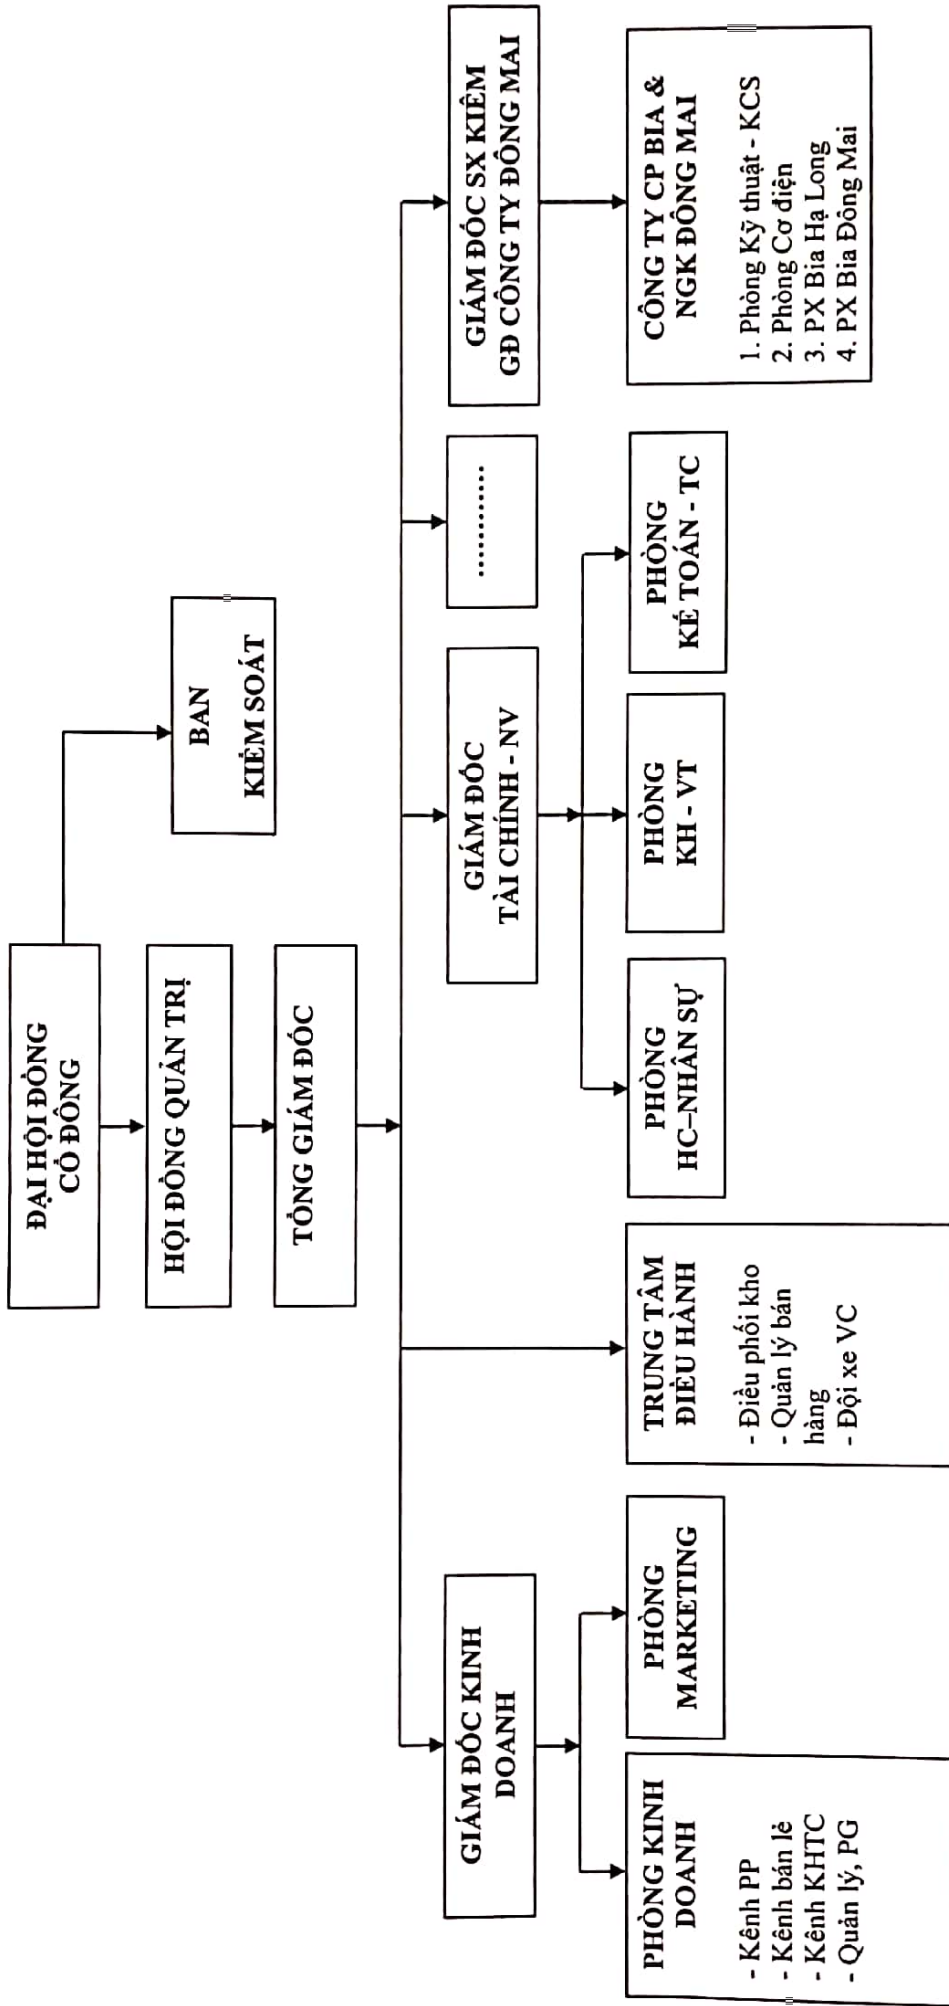 ĐẠI HỘI ĐỒNG
CỔ ĐÔNG
BAN
KIỂM SOÁT
HỘI ĐỒNG QUẢN TRỊ
TỔNG GIÁM ĐỐC
GIÁM ĐỐC KINH
DOANH
GIÁM ĐỐC
TÀI CHÍNH - NV
.............
GIÁM ĐỐC SX KIÊM
GĐ CÔNG TY ĐÔNG MAI
PHÒNG KINH
DOANH
- Kênh PP
- Kênh bán lẻ
- Kênh KHTC
- Quản lý, PG
PHÒNG
MARKETING
TRUNG TÂM
ĐIỀU HÀNH
- Điều phối kho
- Quản lý bán
hàng
- Đội xe VC
PHÒNG
HC–NHÂN SỰ
PHÒNG
KH - VT
PHÒNG
KẾ TOÁN - TC
CÔNG TY CP BIA &
NGK ĐÔNG MAI
1. Phòng Kỹ thuật - KCS
2. Phòng Cơ điện
3. PX Bia Hạ Long
4. PX Bia Đông Mai